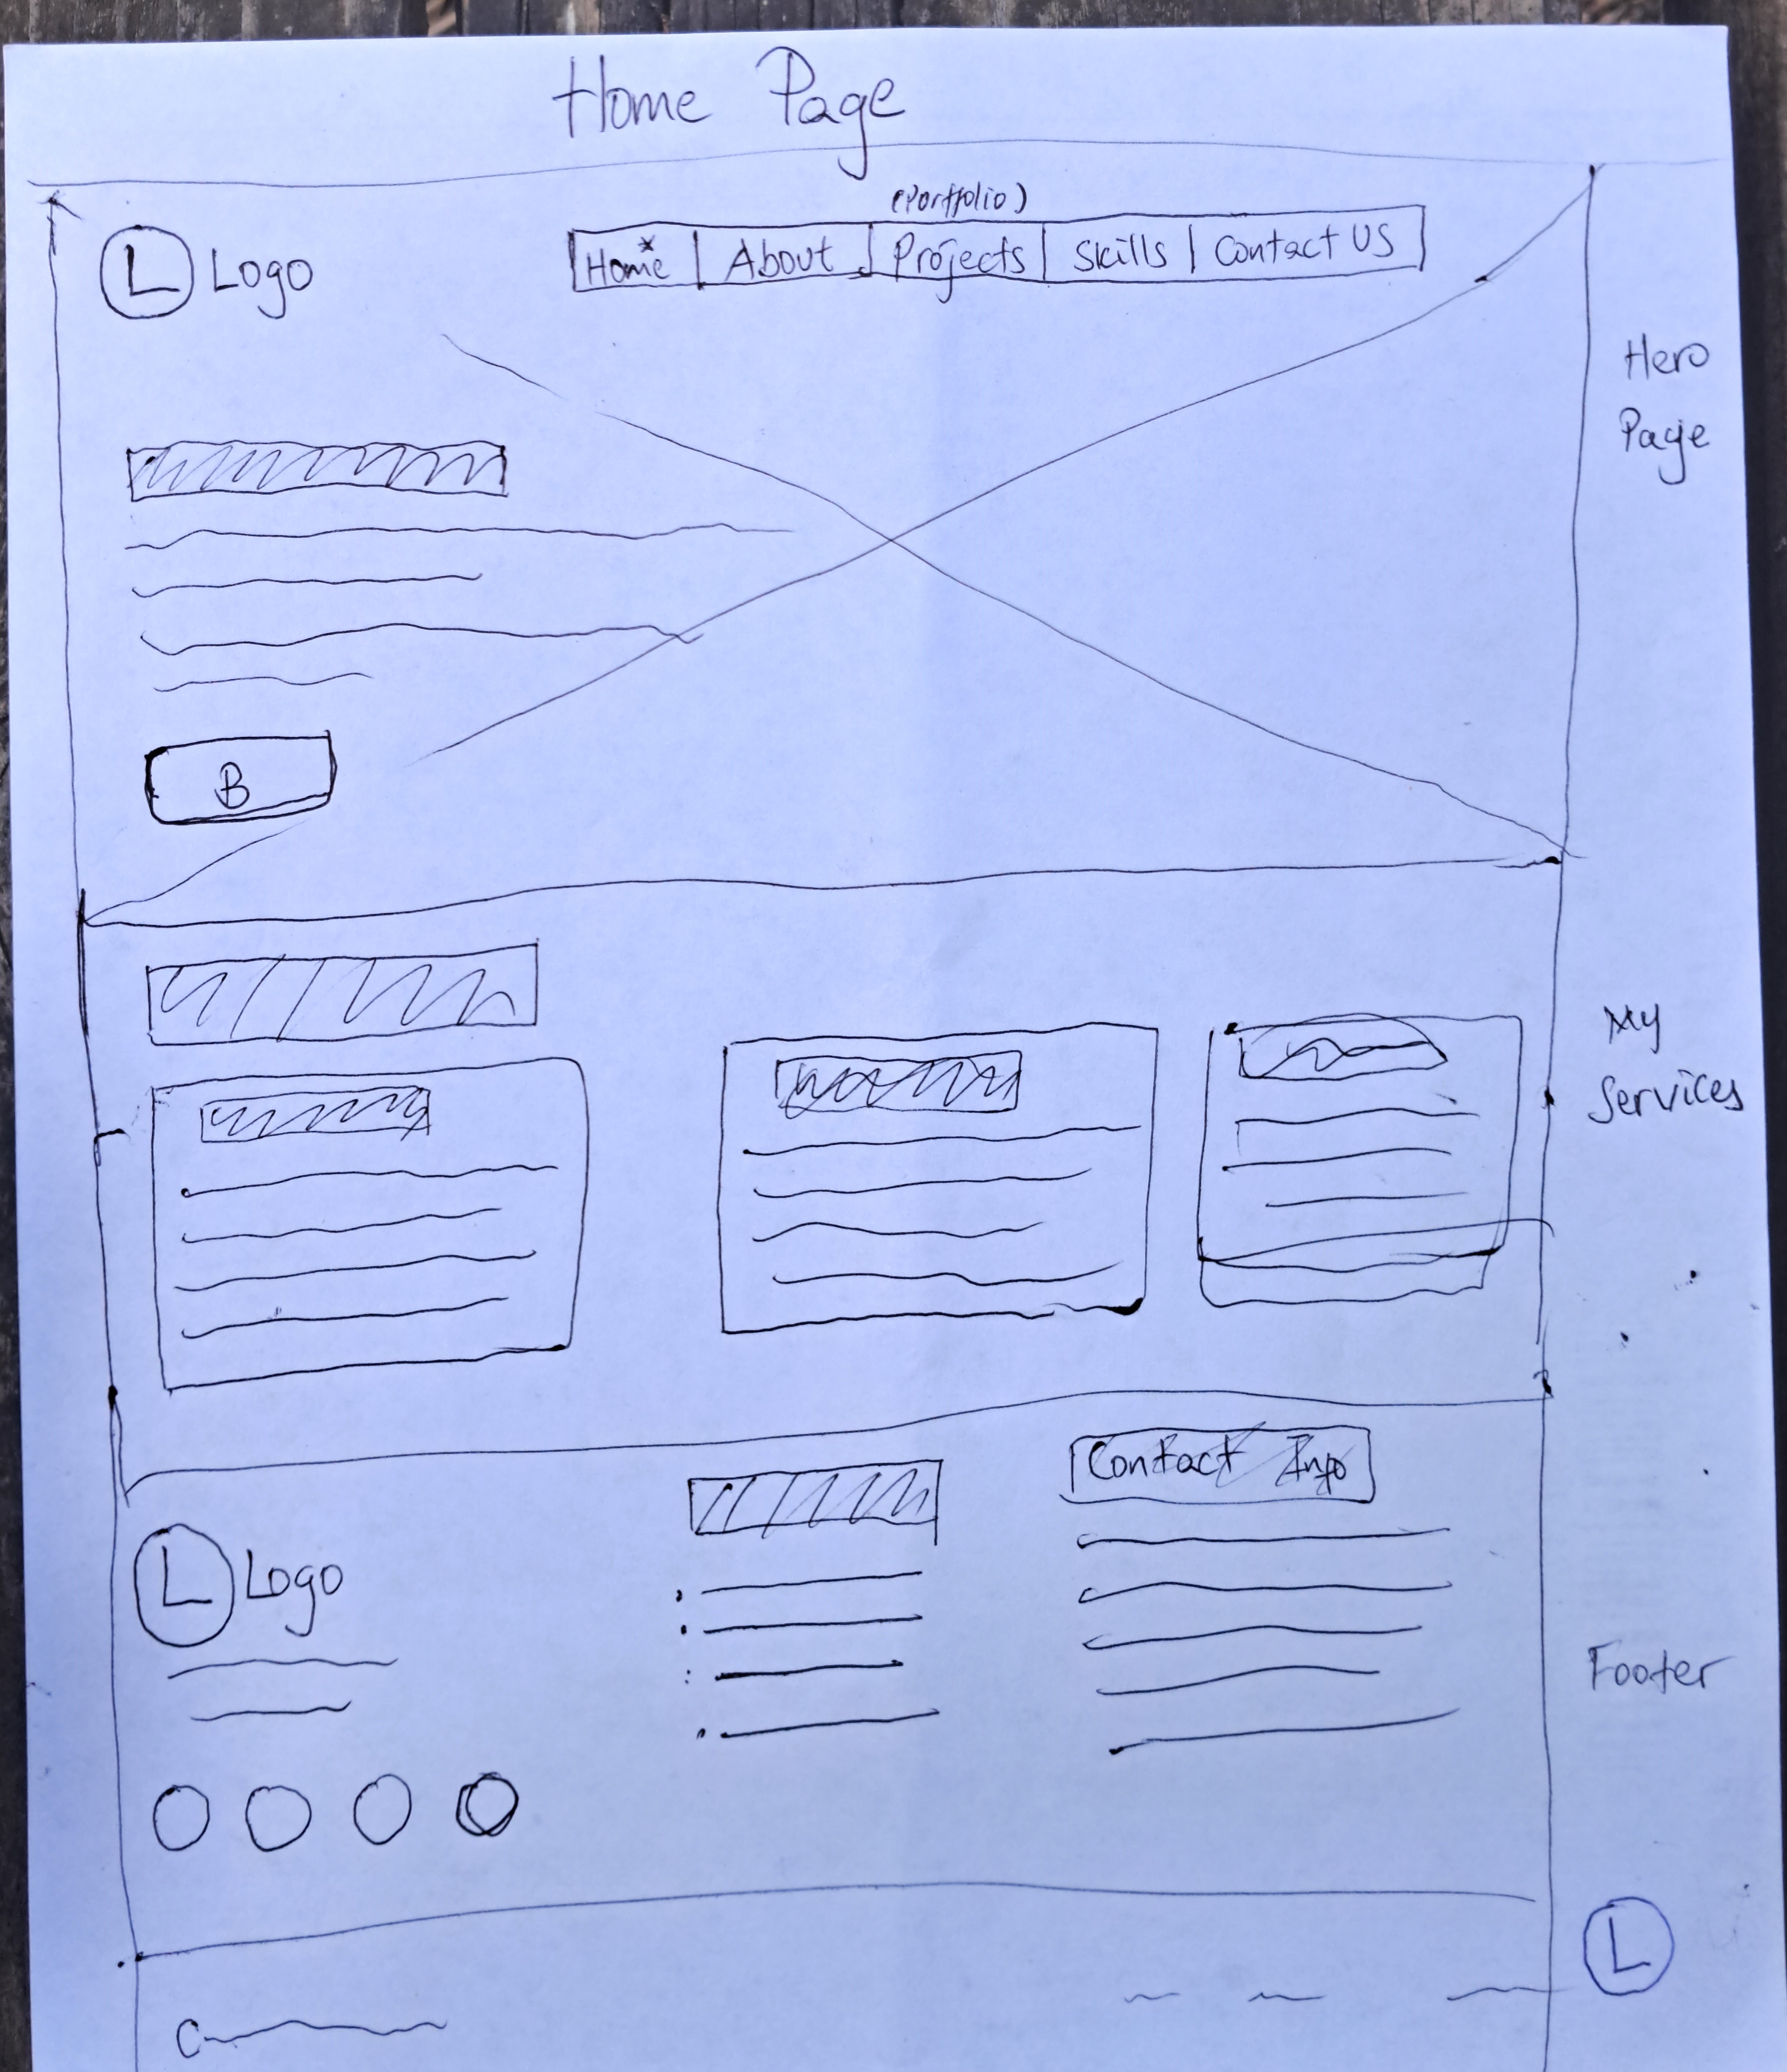 Home Page
(Portfolio)
L Logo
Home About Projects Skills Contact US
Hero
Page
B
My
Services
Contact Info
L Logo
Footer
L
C